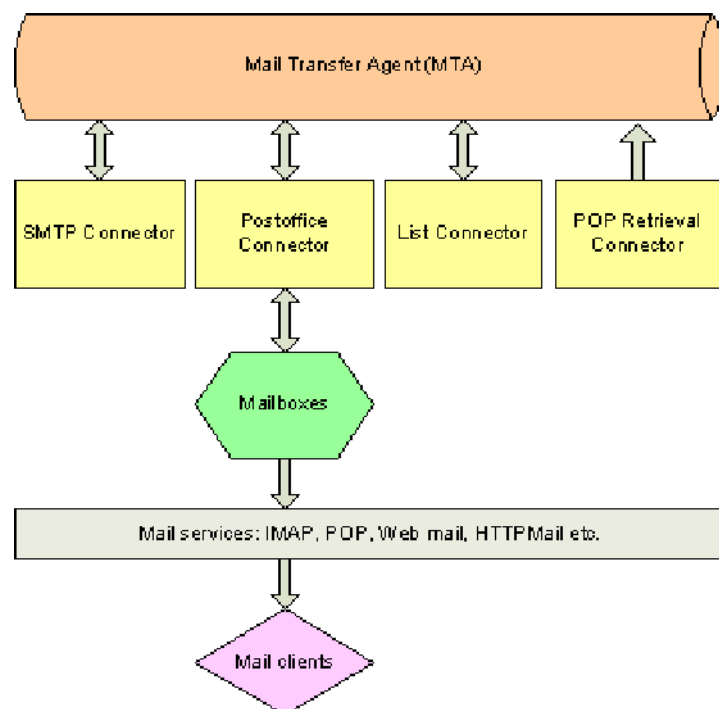 Mail Transfer Agent (MTA)
SMTP Connector
Postoffice
Connector
List Connector
POP Retrieval
Connector
Mailboxes
Mail services: IMAP, POP, Web mail, HTTPMail etc.
Mail clients